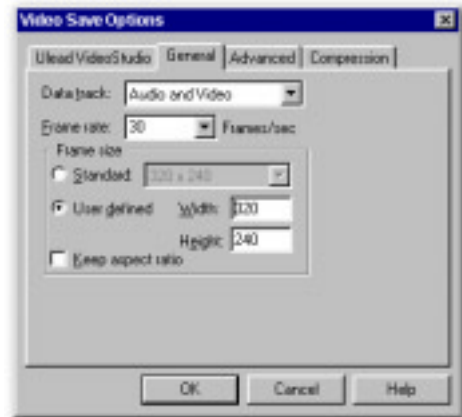 Video Save Options
Ulead VideoStudio General Advanced Compression
Data track: Audio and Video
Frame rate: 30 Frames/sec
Frame size
Standard 320 x 240
User defined Width: 320
Height: 240
Keep aspect ratio
OK Cancel Help